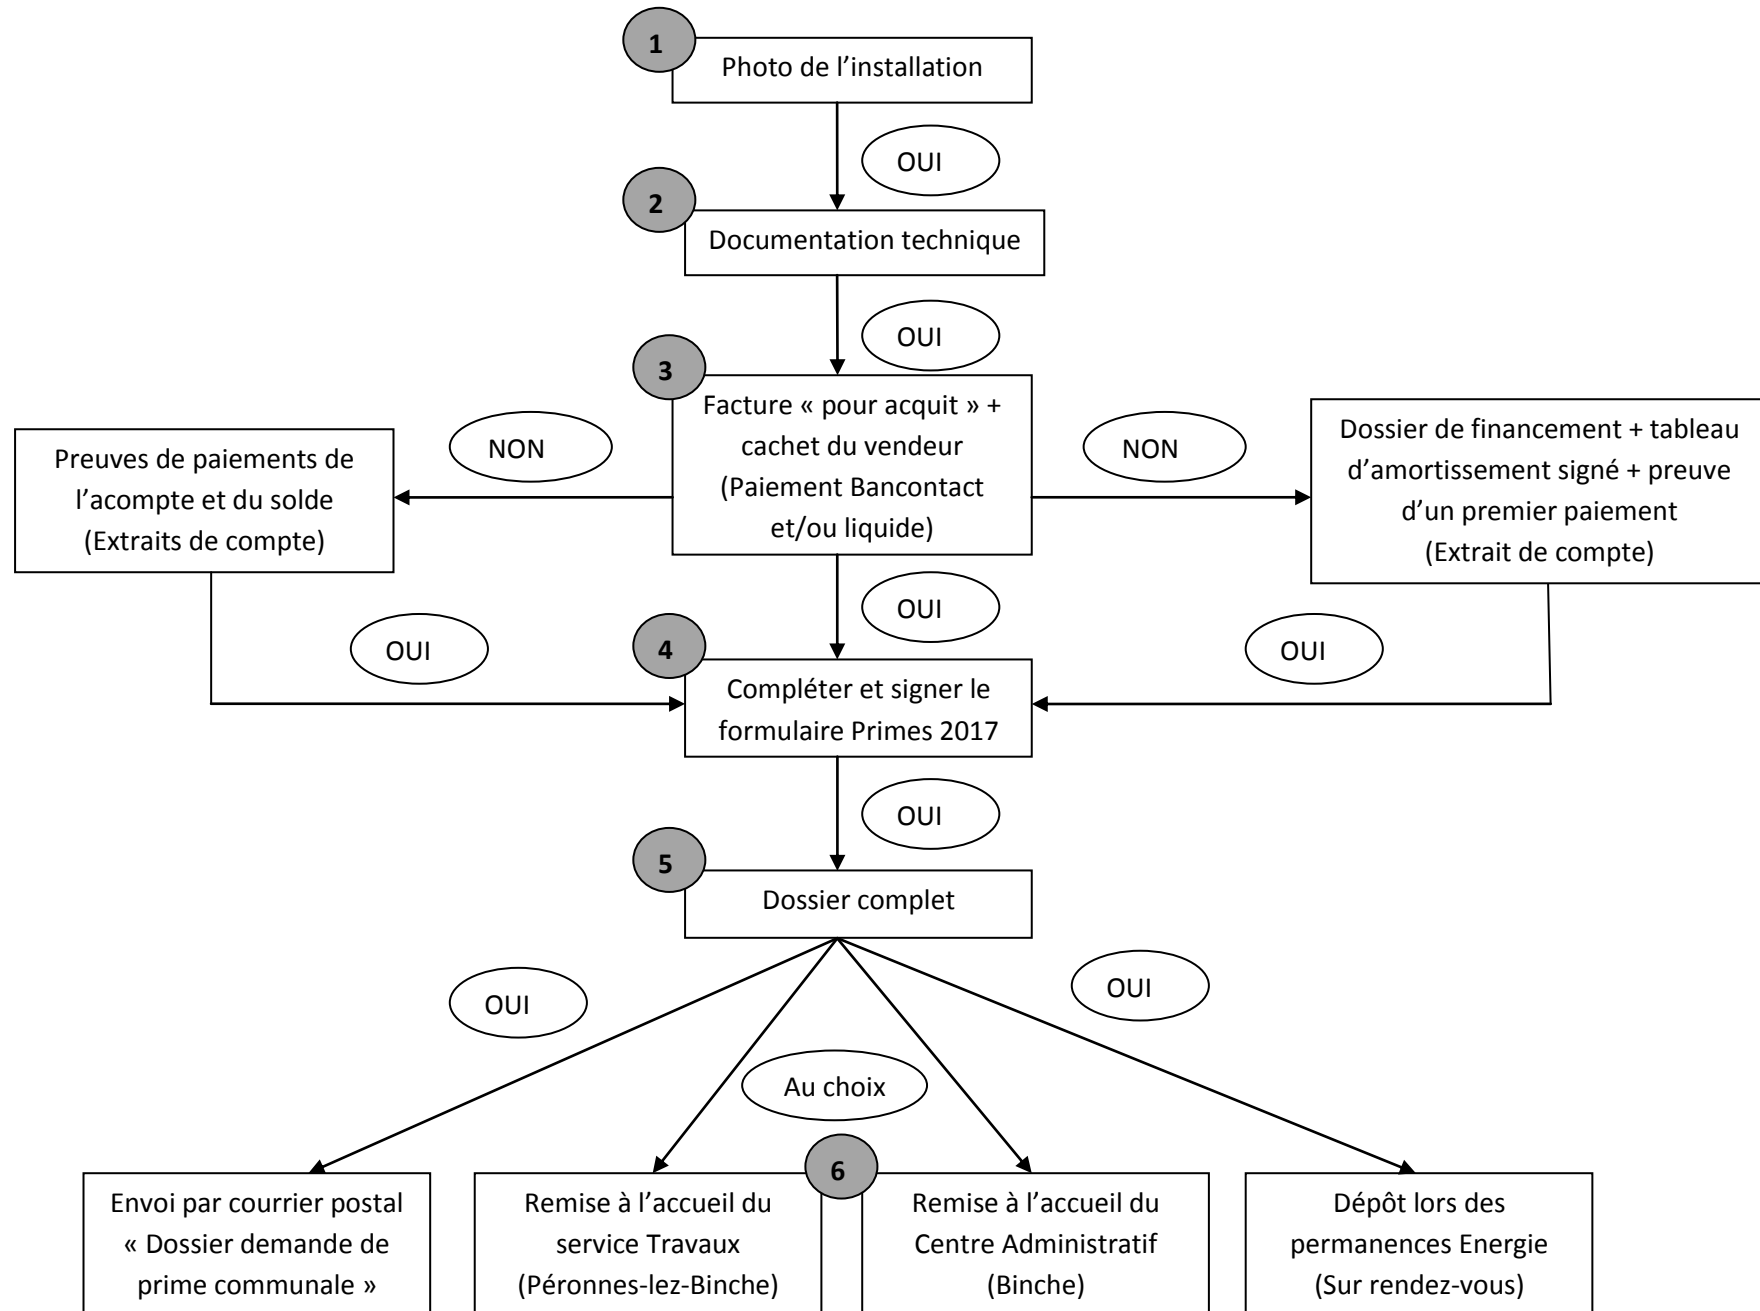 1
Photo de l’installation
OUI
2
Documentation technique
OUI
3
Facture « pour acquit » +
cachet du vendeur
(Paiement Bancontact
et/ou liquide)
NON
Preuves de paiements de
l’acompte et du solde
(Extraits de compte)
NON
Dossier de financement + tableau
d’amortissement signé + preuve
d’un premier paiement
(Extrait de compte)
OUI
OUI
OUI
4
Compléter et signer le
formulaire Primes 2017
OUI
5
Dossier complet
OUI
OUI
Au choix
6
Envoi par courrier postal
« Dossier demande de
prime communale »
Remise à l’accueil du
service Travaux
(Péronnes-lez-Binche)
Remise à l’accueil du
Centre Administratif
(Binche)
Dépôt lors des
permanences Energie
(Sur rendez-vous)